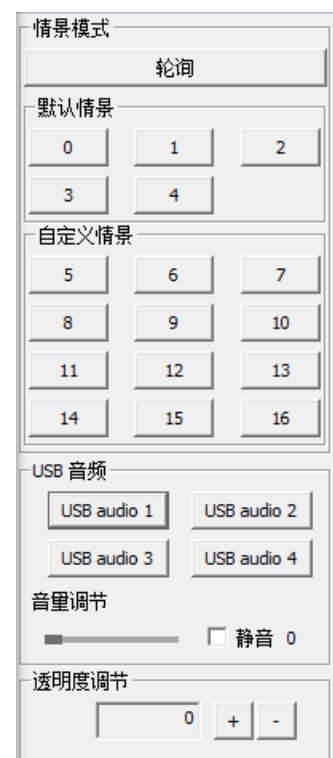 情景模式
轮询
默认情景
0 1 2
3 4
自定义情景
5 6 7
8 9 10
11 12 13
14 15 16
USB 音频
USB audio 1 USB audio 2
USB audio 3 USB audio 4
音量调节
静音 0
透明度调节
0 + -